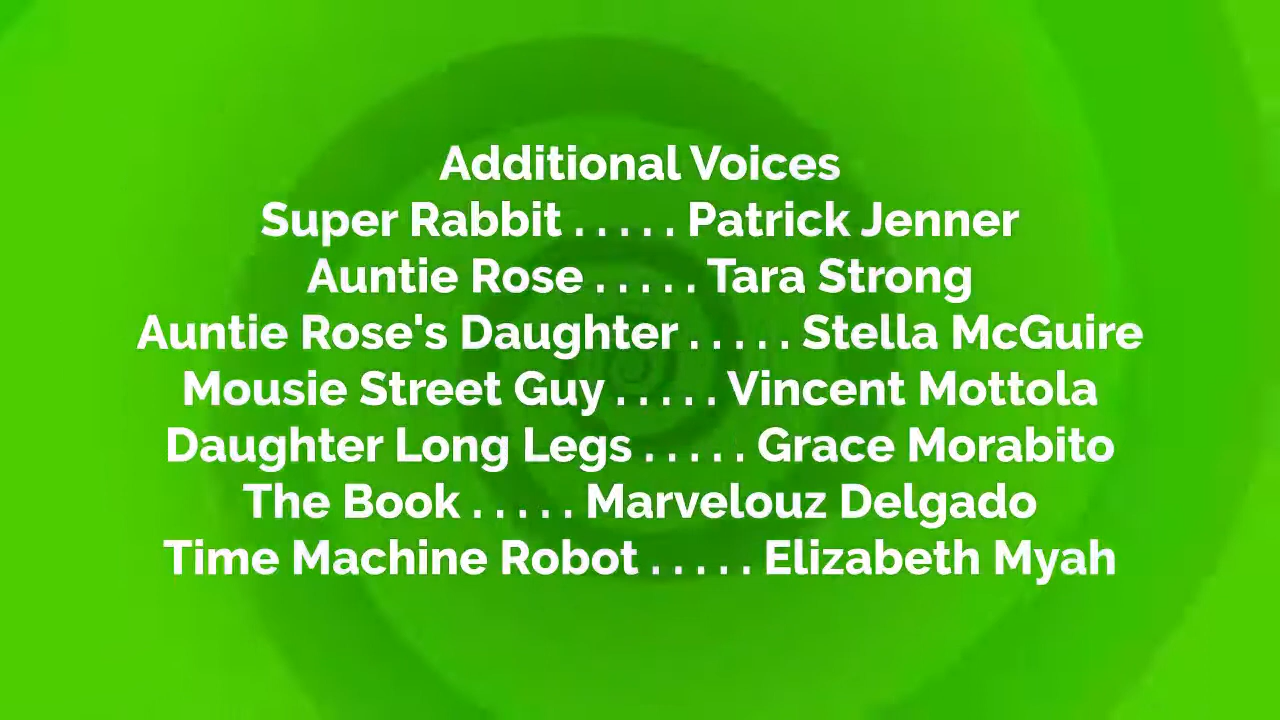 Additional Voices
Super Rabbit . . . . . Patrick Jenner
Auntie Rose . . . . . Tara Strong
Auntie Rose's Daughter . . . . . Stella McGuire
Mousie Street Guy . . . . . Vincent Mottola
Daughter Long Legs . . . . . Grace Morabito
The Book . . . . . Marvelouz Delgado
Time Machine Robot . . . . . Elizabeth Myah